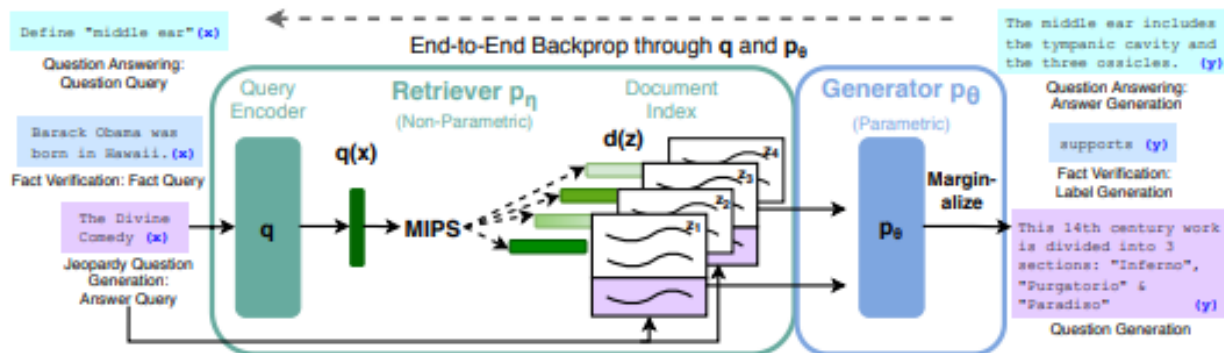 End-to-End Backprop through q and pθ
Define "middle ear"(x)
Question Answering:
Question Query
Barack Obama was
born in Hawaii.(x)
Fact Verification: Fact Query
The Divine
Comedy (x)
Jeopardy Question
Generation:
Answer Query
Query
Encoder
q
Retriever pη
(Non-Parametric)
q(x)
MIPS
Document
Index
d(z)
z4
z3
z2
z1
Generator pθ
(Parametric)
pθ
Margin-
alize
The middle ear includes
the tympanic cavity and
the three ossicles. (y)
Question Answering:
Answer Generation
supports (y)
Fact Verification:
Label Generation
This 14th century work
is divided into 3
sections: "Inferno",
"Purgatorio" &
"Paradiso" (y)
Question Generation